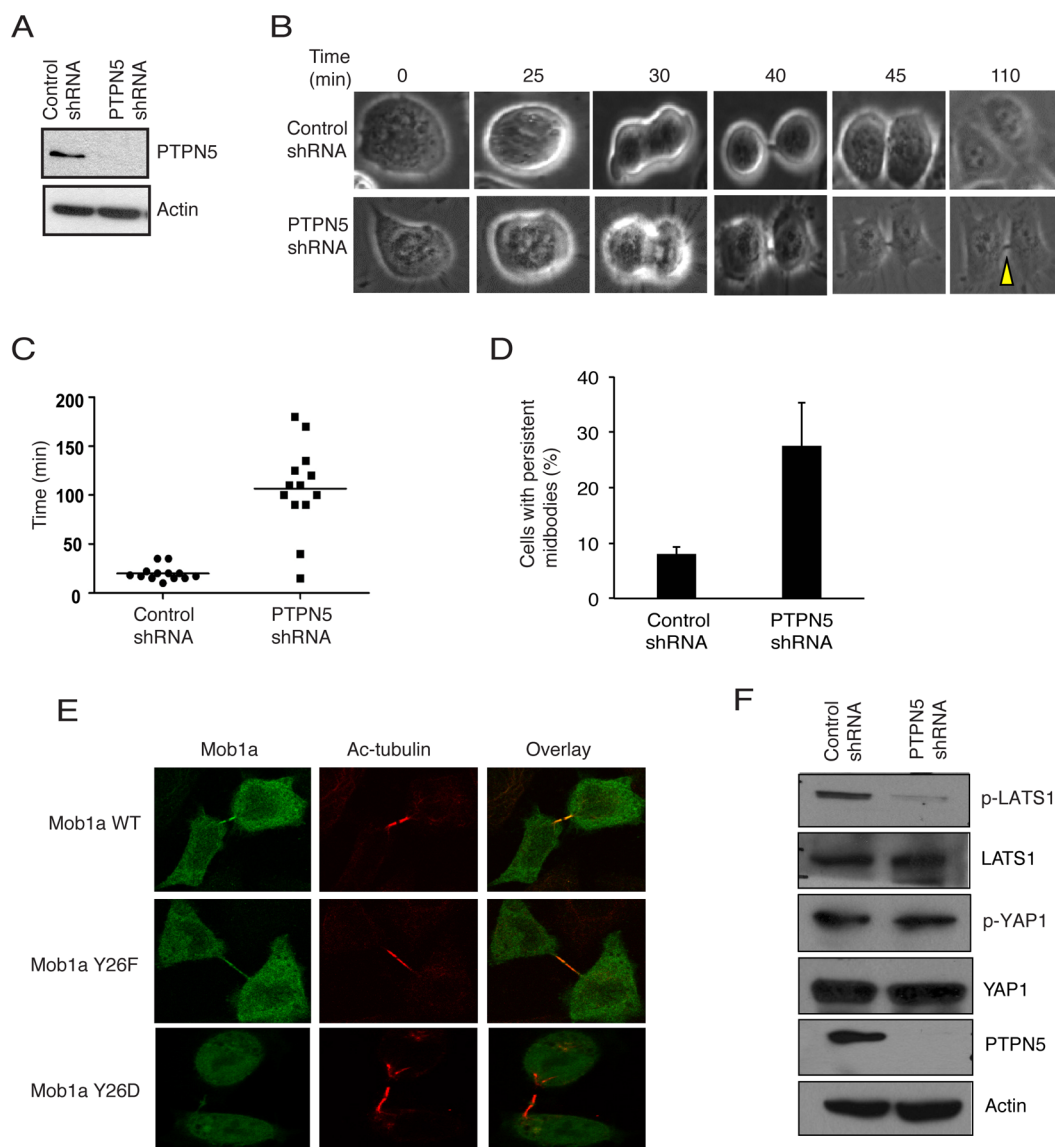 A
Control
shRNA
PTPN5
shRNA
PTPN5
Actin
B
Time
(min)
0
25
30
40
45
110
Control
shRNA
PTPN5
shRNA
C
Time (min)
200
150
100
50
0
Control
shRNA
PTPN5
shRNA
D
Cells with persistent
midbodies (%)
40
30
20
10
0
Control
shRNA
PTPN5
shRNA
E
Mob1a
Ac-tubulin
Overlay
Mob1a WT
Mob1a Y26F
Mob1a Y26D
F
Control
shRNA
PTPN5
shRNA
p-LATS1
LATS1
p-YAP1
YAP1
PTPN5
Actin